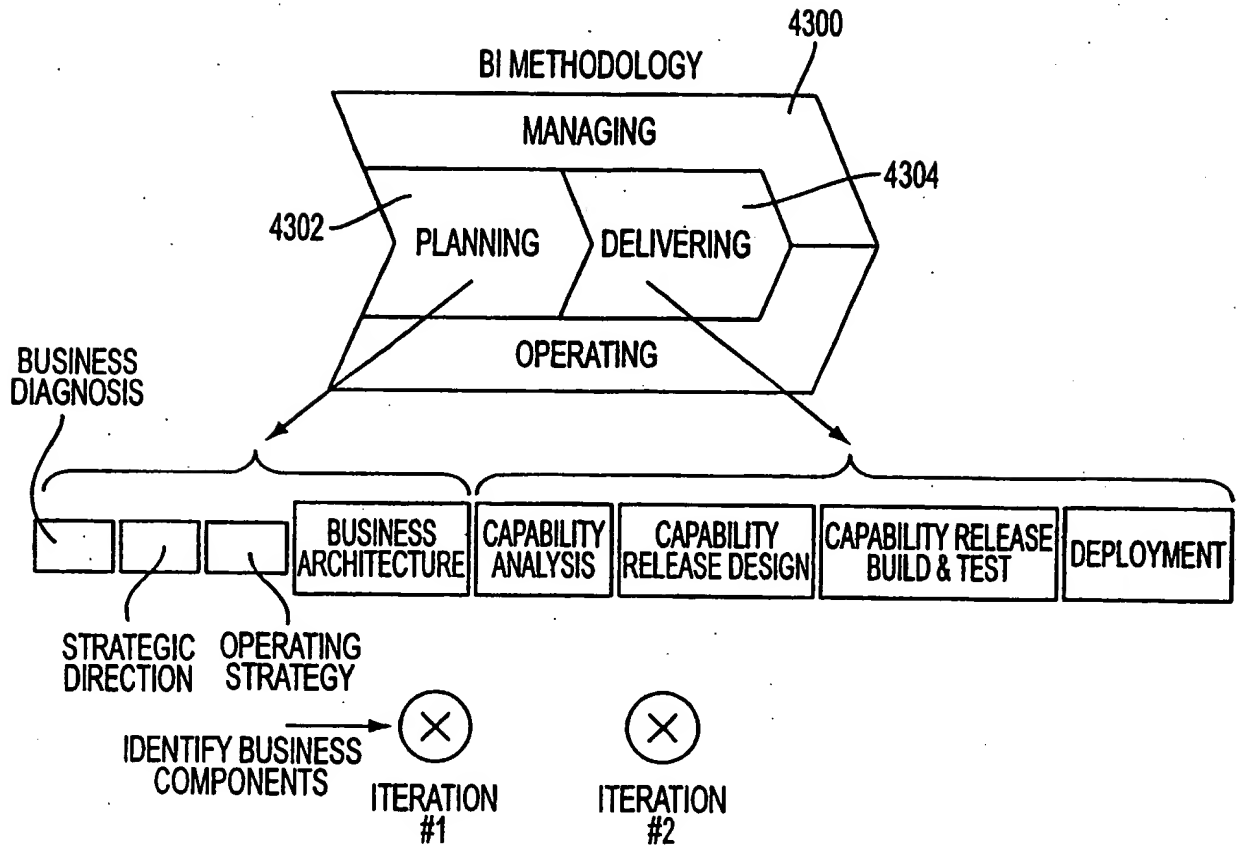 4300
BI METHODOLOGY
MANAGING
4304
4302
PLANNING
DELIVERING
OPERATING
BUSINESS
DIAGNOSIS
BUSINESS
ARCHITECTURE
CAPABILITY
ANALYSIS
CAPABILITY
RELEASE DESIGN
CAPABILITY RELEASE
BUILD & TEST
DEPLOYMENT
STRATEGIC
DIRECTION
OPERATING
STRATEGY
IDENTIFY BUSINESS
COMPONENTS
ITERATION
#1
ITERATION
#2